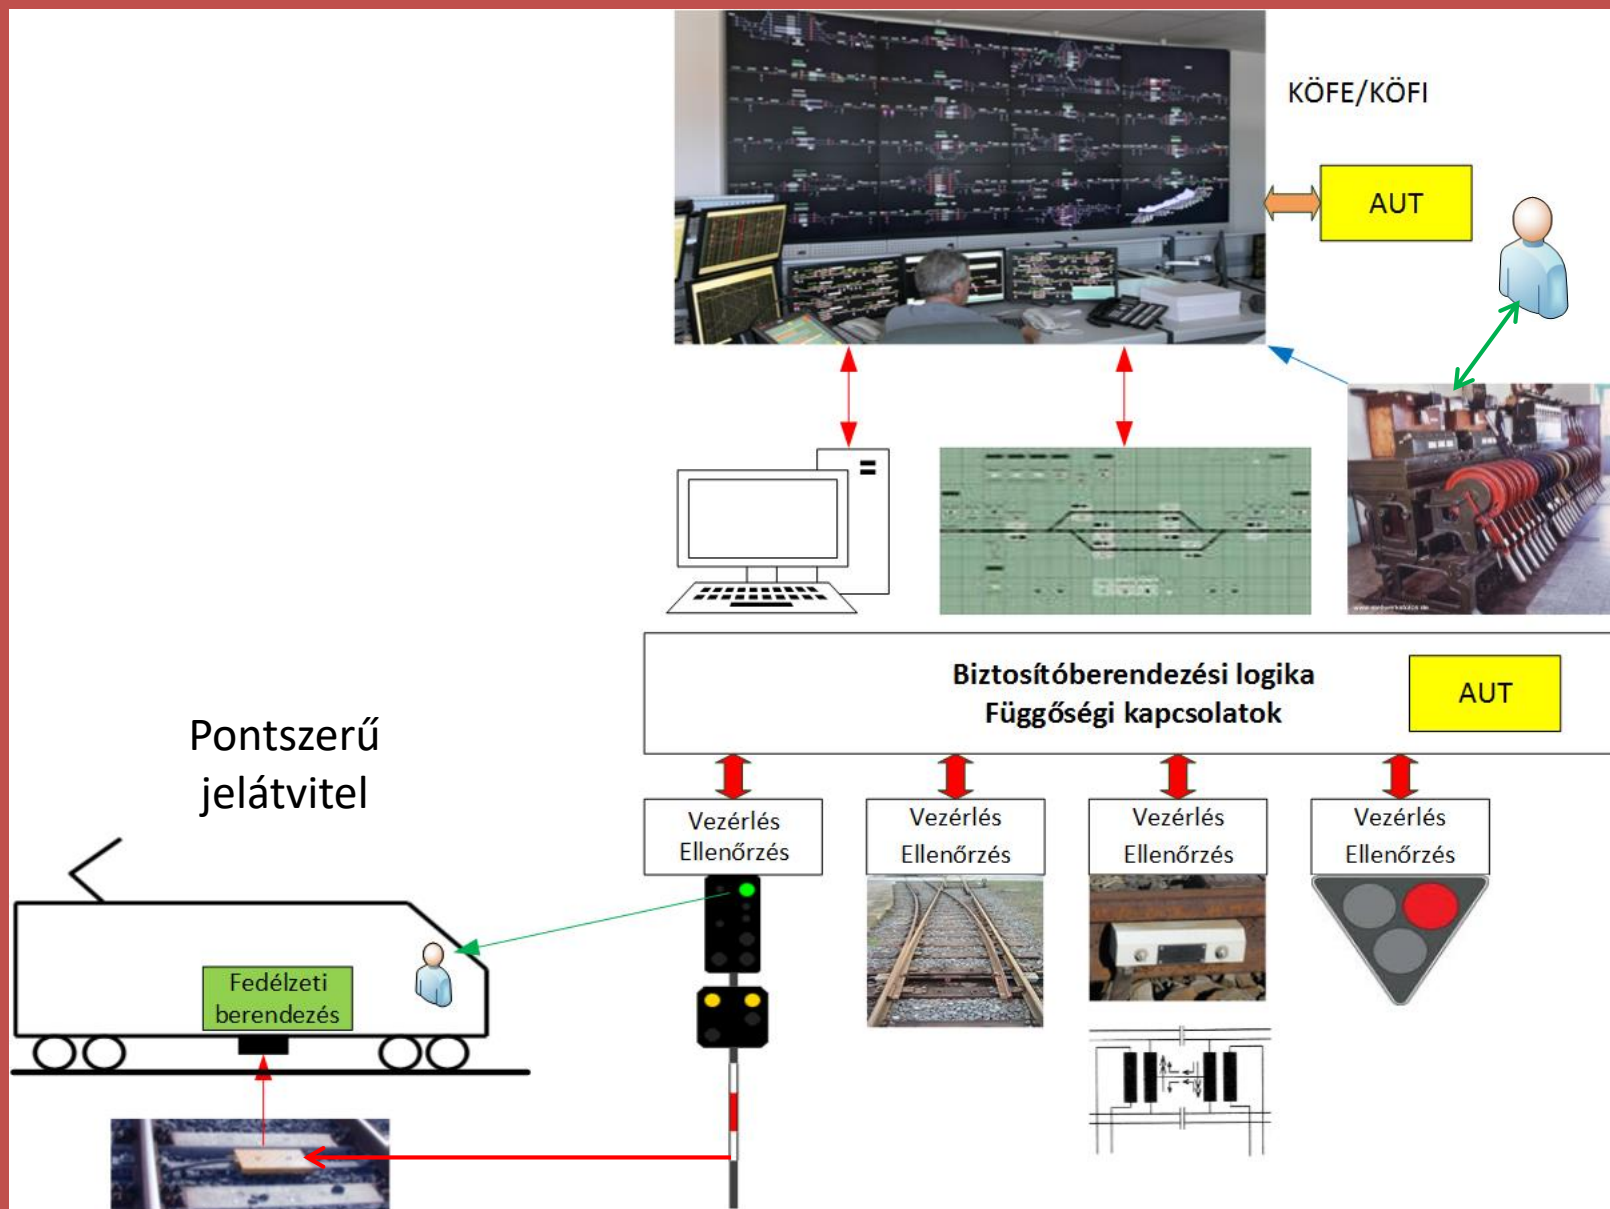 KÖFE/KÖFI
AUT
Biztosítóberendezési logika
Függőségi kapcsolatok
AUT
Pontszerű
jelátvitel
Vezérlés
Ellenőrzés
Vezérlés
Ellenőrzés
Vezérlés
Ellenőrzés
Vezérlés
Ellenőrzés
Fedélzeti
berendezés